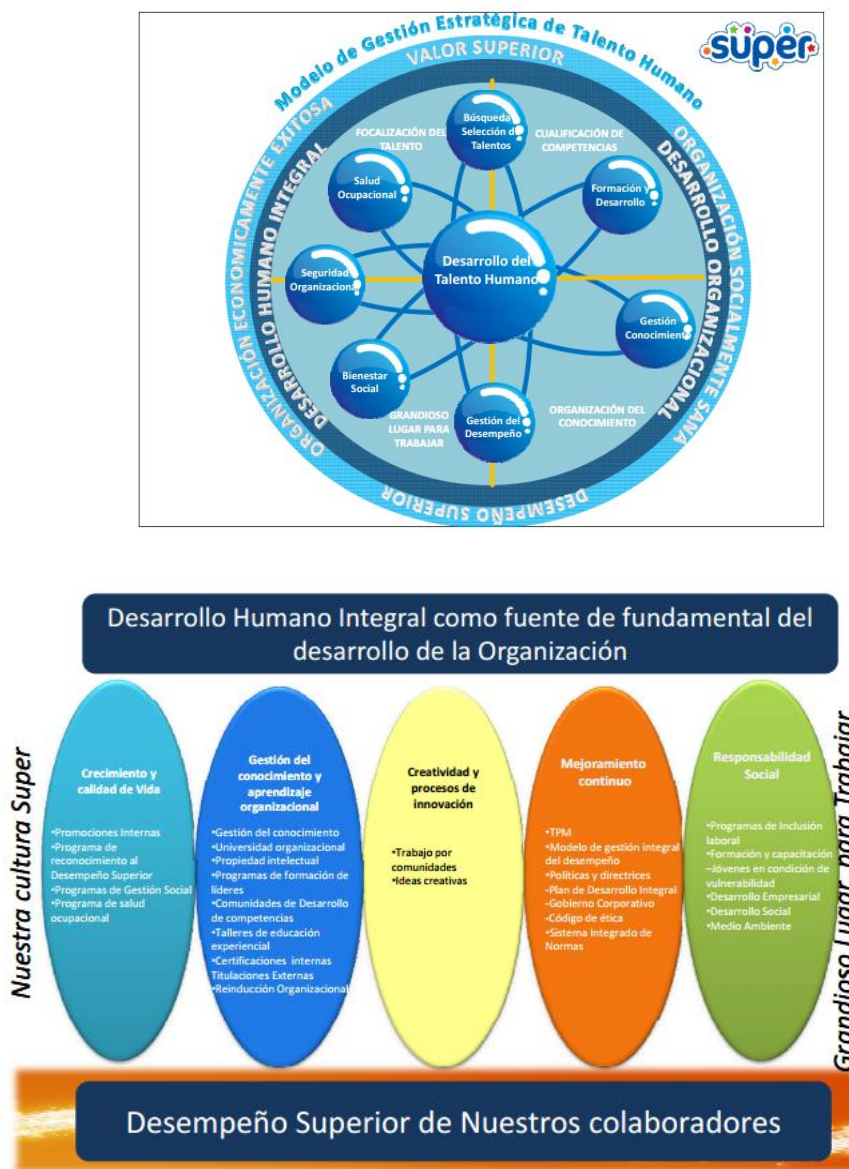 Modelo de Gestión Estratégica de Talento Humano
super
VALOR SUPERIOR
ORGANIZACIÓN ECONOMICAMENTE EXITOSA
DESARROLLO HUMANO INTEGRAL
ORGANIZACIÓN SOCIALMENTE SANA
DESARROLLO ORGANIZACIONAL
DESEMPEÑO SUPERIOR
FOCALIZACIÓN DEL
TALENTO
Búsqueda
Selección de
Talentos
CUALIFICACIÓN DE
COMPETENCIAS
Salud
Ocupacional
Formación y
Desarrollo
Desarrollo del
Talento Humano
Seguridad
Organizacional
Gestión
Conocimiento
Bienestar
Social
GRANDIOSO
LUGAR PARA
TRABAJAR
Gestión del
Desempeño
ORGANIZACIÓN DEL
CONOCIMIENTO
Desarrollo Humano Integral como fuente de fundamental del
desarrollo de la Organización
Nuestra cultura Super
Crecimiento y
calidad de Vida
•Promociones Internas
•Programa de
reconocimiento al
Desempeño Superior
•Programas de Gestión Social
•Programa de salud
ocupacional
Gestión del
conocimiento y
aprendizaje
organizacional
•Gestión del conocimiento
•Universidad organizacional
•Propiedad intelectual
•Programas de formación de
líderes
•Comunidades de Desarrollo
de competencias
•Talleres de educación
experiencial
•Certificaciones internas
Titulaciones Externas
•Reinducción Organizacional
Creatividad y
procesos de
innovación
•Trabajo por
comunidades
•Ideas creativas
Mejoramiento
continuo
•TPM
•Modelo de gestión integral
del desempeño
•Políticas y directrices
-Plan de Desarrollo Integral
-Gobierno Corporativo
-Código de ética
•Sistema Integrado de
Normas
Responsabilidad
Social
•Programas de Inclusión
laboral
•Formación y capacitación
–Jóvenes en condición de
vulnerabilidad
•Desarrollo Empresarial
•Desarrollo Social
•Medio Ambiente
Grandioso Lugar para Trabajar
Desempeño Superior de Nuestros colaboradores